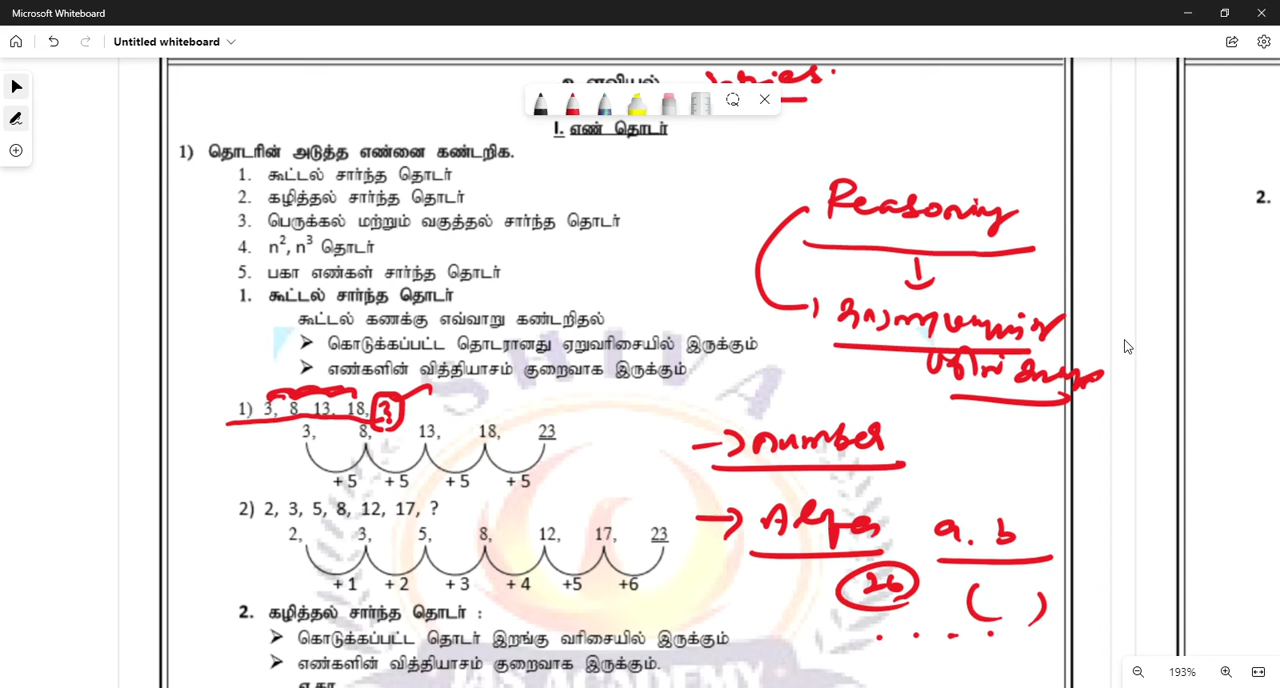 Microsoft Whiteboard
Untitled whiteboard
I. எண் தொடர்
1) தொடரின் அடுத்த எண்னை கண்டறிக.
1. கூட்டல் சார்ந்த தொடர்
2. கழித்தல் சார்ந்த தொடர்
3. பெருக்கல் மற்றும் வகுத்தல் சார்ந்த தொடர்
4. n², n³ தொடர்
5. பகா எண்கள் சார்ந்த தொடர்
1. கூட்டல் சார்ந்த தொடர்
கூட்டல் கணக்கு எவ்வாறு கண்டறிதல்
➢ கொடுக்கப்பட்ட தொடரானது ஏறுவரிசையில் இருக்கும்
➢ எண்களின் வித்தியாசம் குறைவாக இருக்கும்
1) 3, 8, 13, 18,
3, 8, 13, 18, 23
+ 5 + 5 + 5 + 5
2) 2, 3, 5, 8, 12, 17, ?
2, 3, 5, 8, 12, 17, 23
+ 1 + 2 + 3 + 4 +5 +6
2. கழித்தல் சார்ந்த தொடர் :
➢ கொடுக்கப்பட்ட தொடர் இறங்கு வரிசையில் இருக்கும்
➢ எண்களின் வித்தியாசம் குறைவாக இருக்கும்.
Reasoning
→ number
→
a. b
26
( )
. . . .
2.
SHIVA
ACADEMY
193%